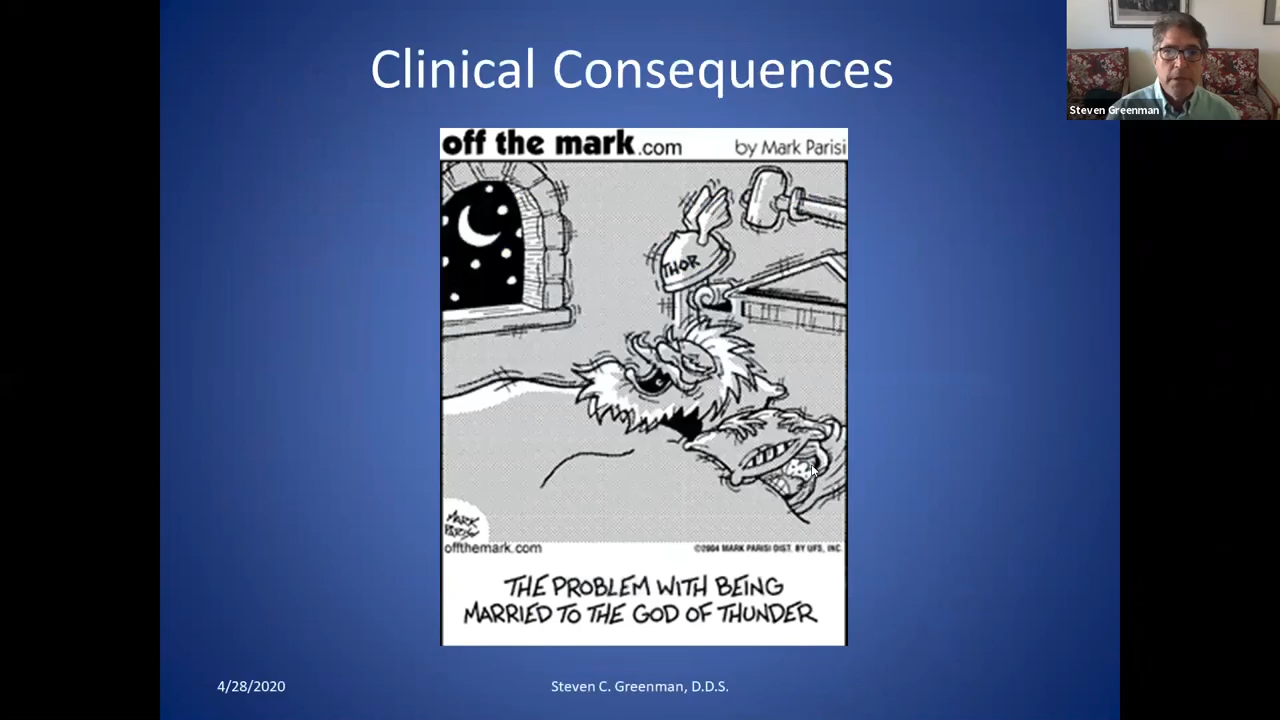 Clinical Consequences
Steven Greenman
off the mark.com by Mark Parisi
THOR
MARK
PARISI
offthemark.com ©2004 MARK PARISI DIST. BY UFS, INC.
THE PROBLEM WITH BEING
MARRIED TO THE GOD OF THUNDER
4/28/2020 Steven C. Greenman, D.D.S.